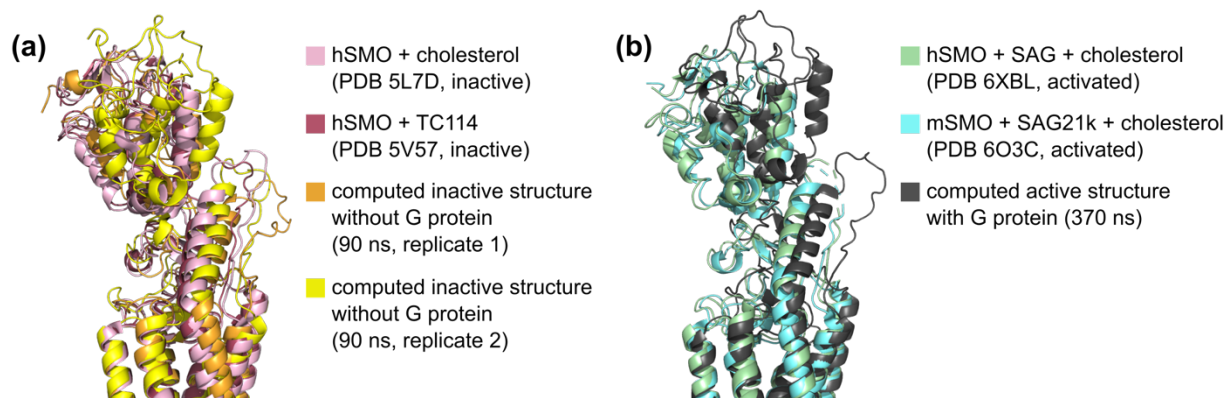 (a)
hSMO + cholesterol
(PDB 5L7D, inactive)
hSMO + TC114
(PDB 5V57, inactive)
computed inactive structure
without G protein
(90 ns, replicate 1)
computed inactive structure
without G protein
(90 ns, replicate 2)
(b)
hSMO + SAG + cholesterol
(PDB 6XBL, activated)
mSMO + SAG21k + cholesterol
(PDB 6O3C, activated)
computed active structure
with G protein (370 ns)